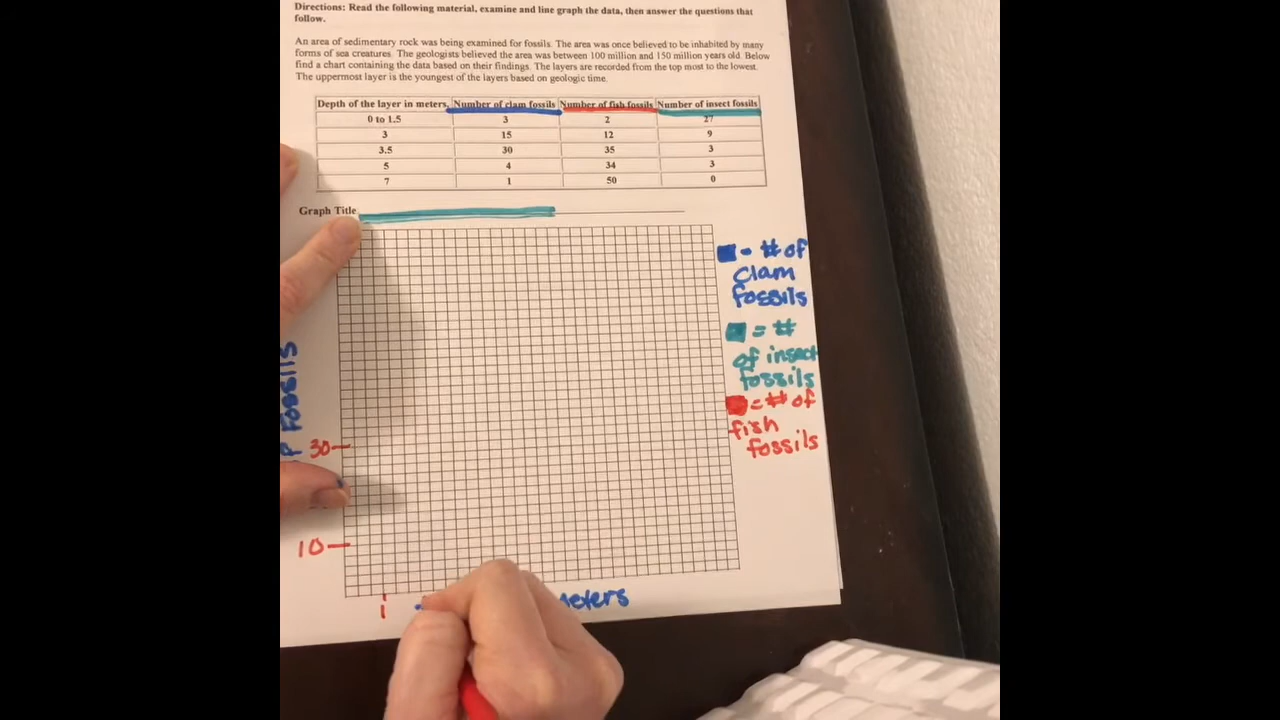 Directions: Read the following material, examine and line graph the data, then answer the questions that
follow.
An area of sedimentary rock was being examined for fossils. The area was once believed to be inhabited by many
forms of sea creatures. The geologists believed the area was between 100 million and 150 million years old. Below
find a chart containing the data based on their findings. The layers are recorded from the top most to the lowest.
The uppermost layer is the youngest of the layers based on geologic time.
Depth of the layer in meters. Number of clam fossils Number of fish fossils Number of insect fossils
0 to 1.5 3 2 27
3 15 12 9
3.5 30 35 3
5 4 34 3
7 1 50 0
Graph Title
- # of
clam
fossils
= #
of insect
fossils
= # of
fish
fossils
FOSSILS
30
10
1
meters